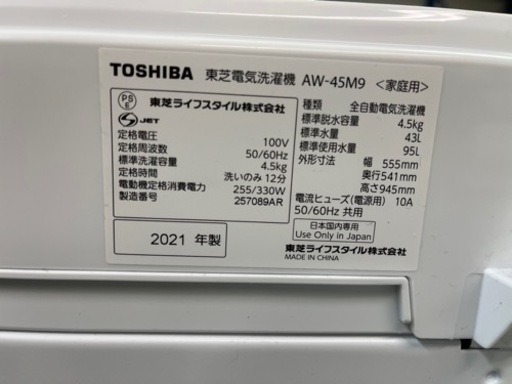 TOSHIBA 東芝電気洗濯機 AW-45M9 <家庭用>
PS
E
JET
東芝ライフスタイル株式会社
定格電圧 100V
定格周波数 50/60Hz
標準洗濯容量 4.5kg
定格時間 洗いのみ 12分
電動機定格消費電力 255/330W
製造番号 257089AR
2021 年製
種類 全自動電気洗濯機
標準脱水容量 4.5kg
標準水量 43L
標準使用水量 95L
外形寸法 幅 555mm
奥行541mm
高さ945mm
電流ヒューズ(電源用) 10A
50/60Hz 共用
日本国内専用
Use Only in Japan
東芝ライフスタイル株式会社
MADE IN CHINA